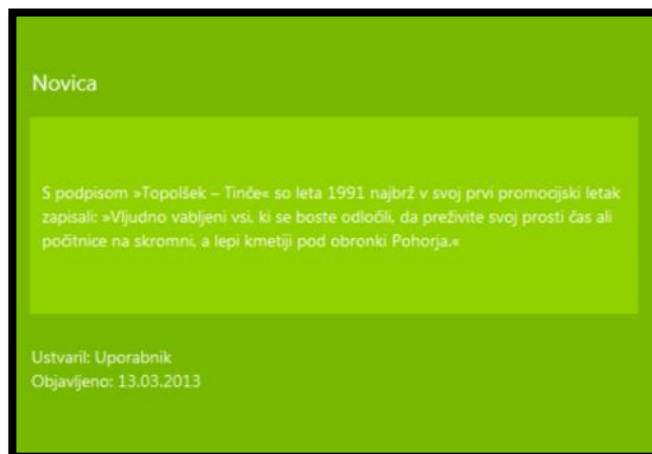 Novica
S podpisom »Topolšek – Tinče« so leta 1991 najbrž v svoj prvi promocijski letak
zapisali: »Vljudno vabljeni vsi, ki se boste odločili, da preživite svoj prosti čas ali
počitnice na skromni, a lepi kmetiji pod obronki Pohorja.«
Ustvaril: Uporabnik
Objavljeno: 13.03.2013